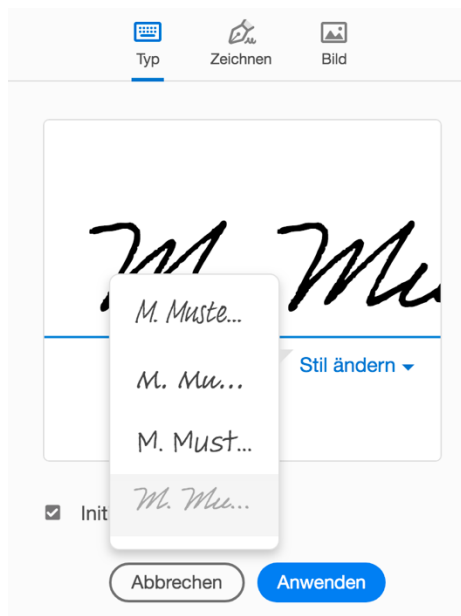 Typ Zeichnen Bild
M. Mu
M. Muste...
Stil ändern
M. Mu...
M. Must...
M. Mu...
Init
Abbrechen Anwenden